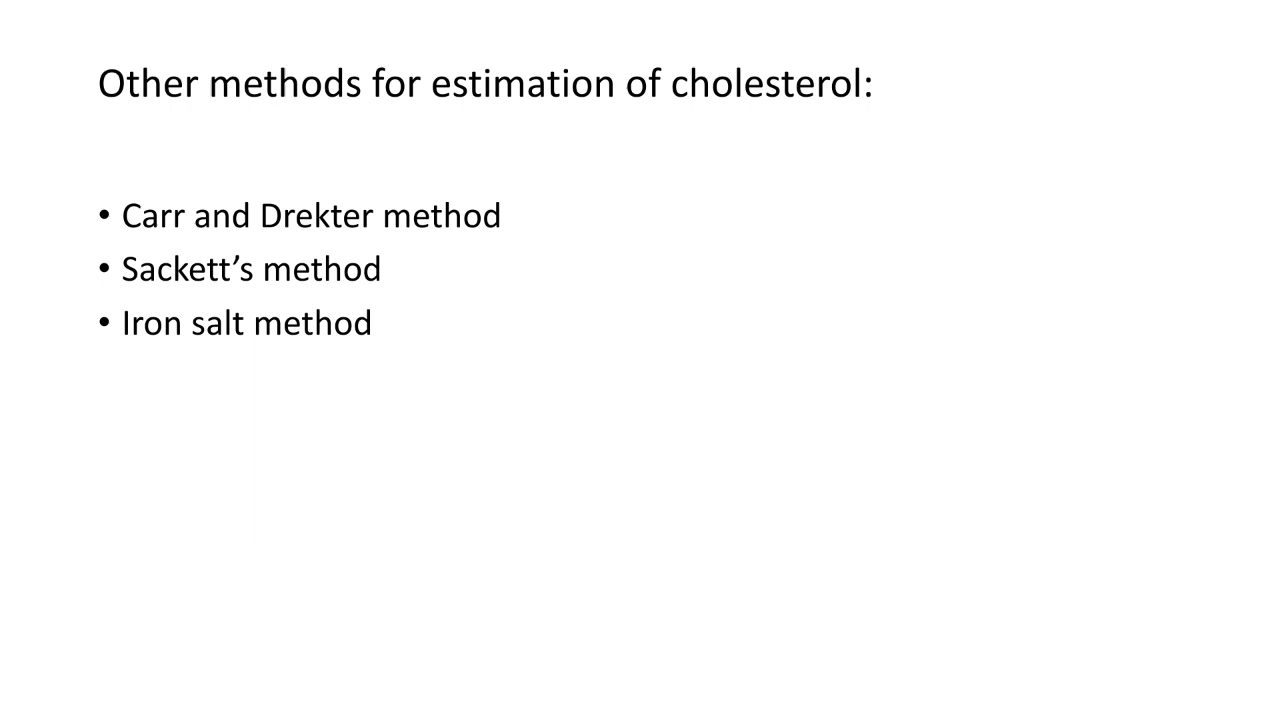 Other methods for estimation of cholesterol:
• Carr and Drekter method
• Sackett’s method
• Iron salt method